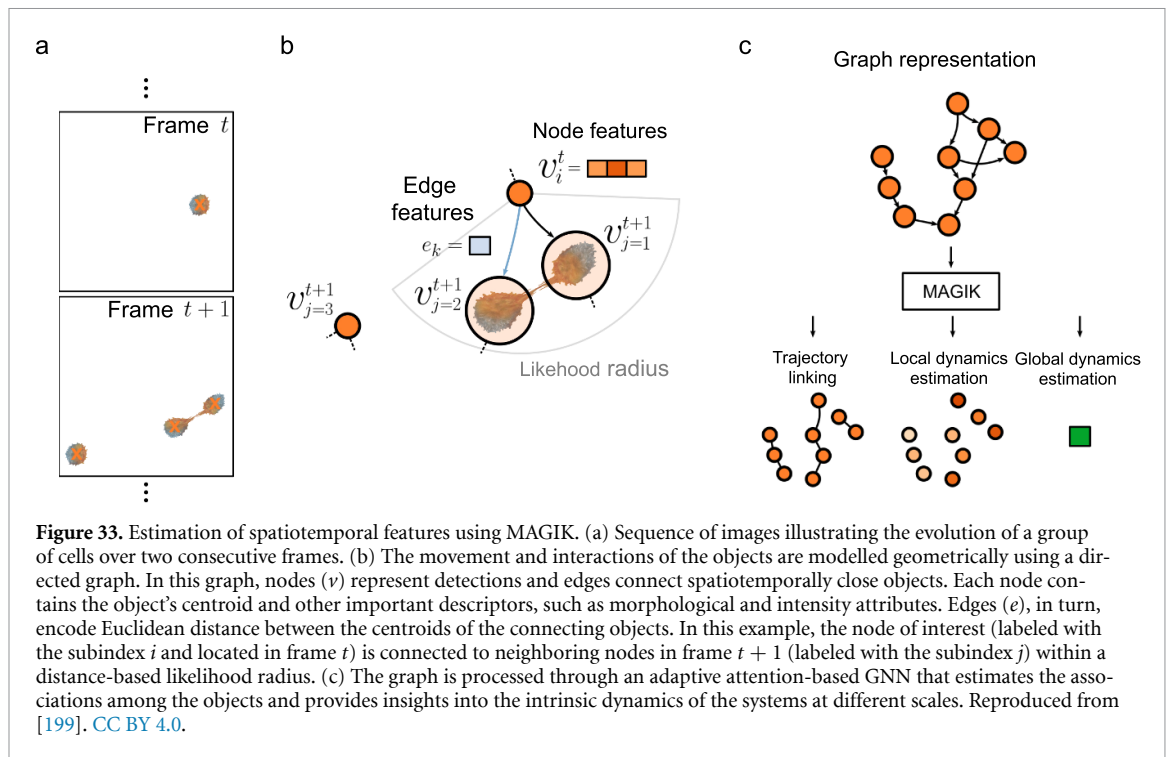 a
b
c
⋮
Frame t
Frame t + 1
⋮
Node features
v_i^t =
Edge
features
e_k =
v_{j=1}^{t+1}
v_{j=2}^{t+1}
v_{j=3}^{t+1}
Likehood radius
Graph representation
MAGIK
Trajectory
linking
Local dynamics
estimation
Global dynamics
estimation
Figure 33. Estimation of spatiotemporal features using MAGIK. (a) Sequence of images illustrating the evolution of a group
of cells over two consecutive frames. (b) The movement and interactions of the objects are modelled geometrically using a dir-
ected graph. In this graph, nodes (v) represent detections and edges connect spatiotemporally close objects. Each node con-
tains the object's centroid and other important descriptors, such as morphological and intensity attributes. Edges (e), in turn,
encode Euclidean distance between the centroids of the connecting objects. In this example, the node of interest (labeled with
the subindex i and located in frame t) is connected to neighboring nodes in frame t + 1 (labeled with the subindex j) within a
distance-based likelihood radius. (c) The graph is processed through an adaptive attention-based GNN that estimates the asso-
ciations among the objects and provides insights into the intrinsic dynamics of the systems at different scales. Reproduced from
[199]. CC BY 4.0.